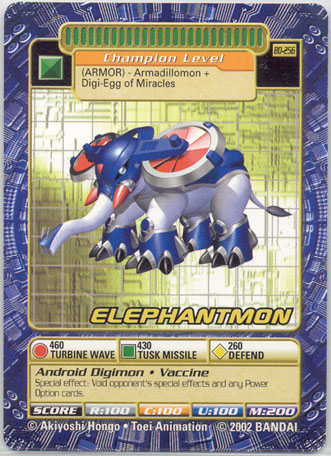 Champion Level
BO-256
(ARMOR) - Armadillomon +
Digi-Egg of Miracles
ELEPHANTMON
460 TURBINE WAVE
430 TUSK MISSILE
260 DEFEND
Android Digimon • Vaccine
Special effect: Void opponent's special effects and any Power
Option cards.
SCORE R:100 C:100 U:100 M:200
©Akiyoshi Hongo • Toei Animation © 2002 BANDAI